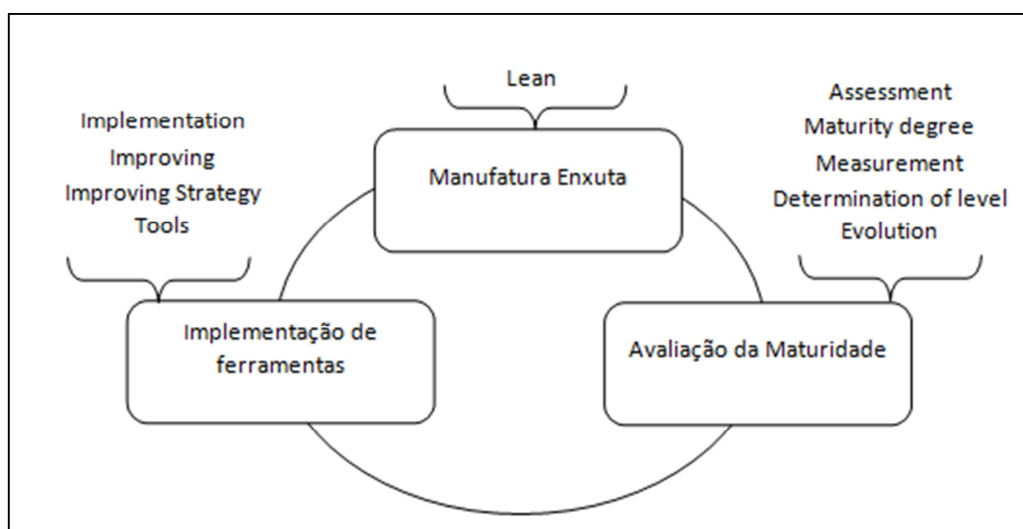 Lean
Manufatura Enxuta
Implementation
Improving
Improving Strategy
Tools
Implementação de
ferramentas
Assessment
Maturity degree
Measurement
Determination of level
Evolution
Avaliação da Maturidade